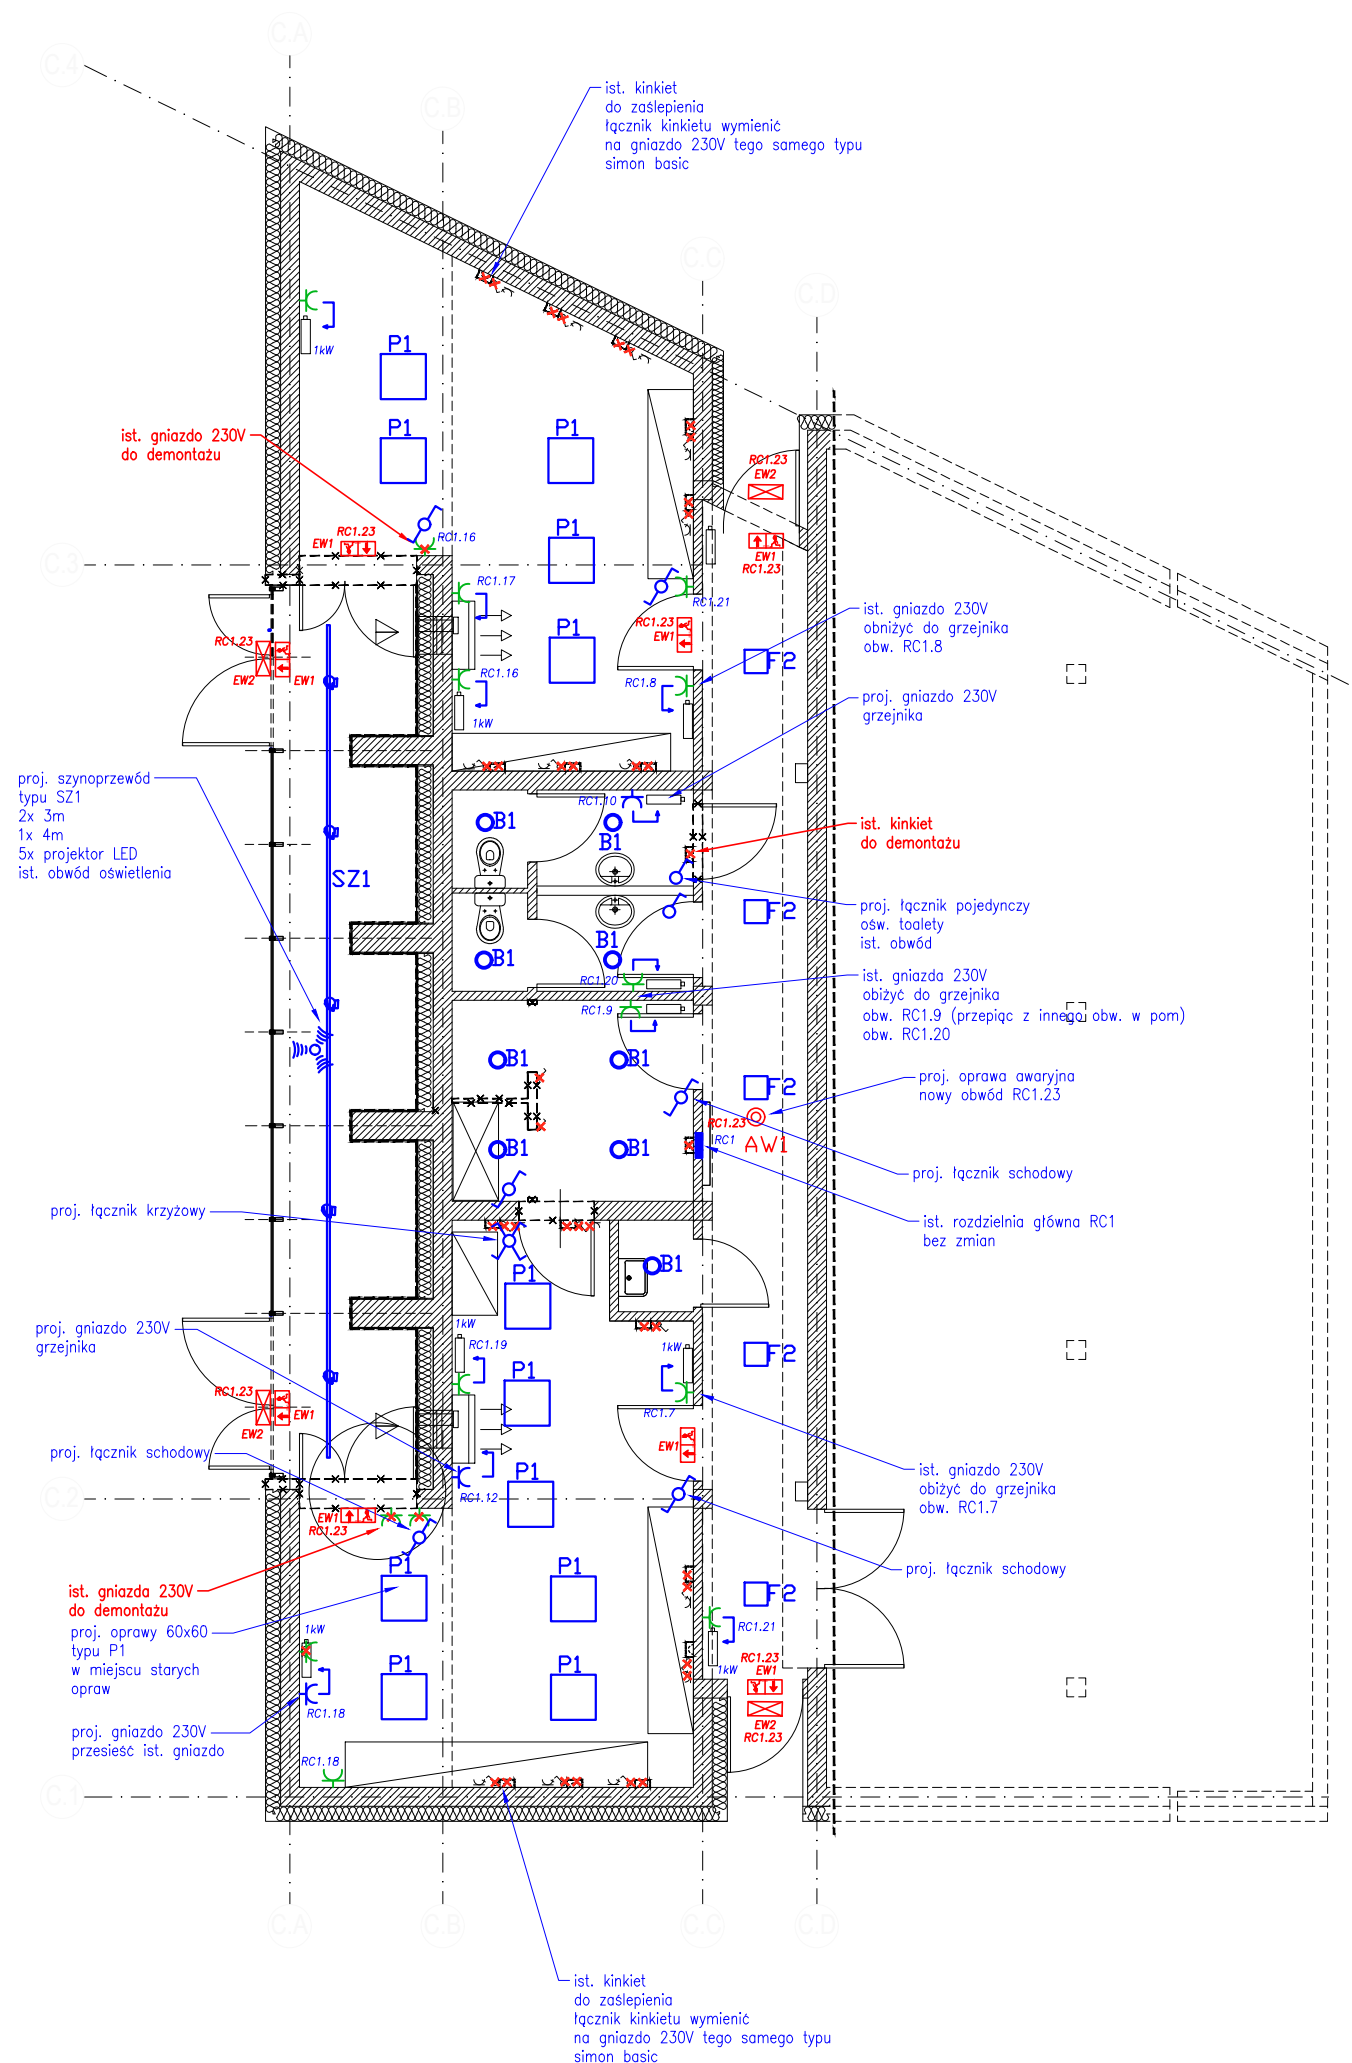 C.A
C.4
C.B
ist. kinkiet
do zaślepienia
łącznik kinkietu wymienić
na gniazdo 230V tego samego typu
simon basic
C.C
C.D
1kW
P1
P1
P1
ist. gniazdo 230V
do demontażu
RC1.23
EW2
RC1.23
EW1
RC1.16
P1
EW1
RC1.23
C.3
RC1.17
RC1.21
ist. gniazdo 230V
obniżyć do grzejnika
obw. RC1.8
RC1.23
EW2
EW1
P1
RC1.23
EW1
F2
RC1.16
RC1.8
1kW
proj. gniazdo 230V
grzejnika
proj. szynoprzewód
typu SZ1
2x 3m
1x 4m
5x projektor LED
ist. obwód oświetlenia
RC1.10
B1
B1
ist. kinkiet
do demontażu
SZ1
F2
proj. łącznik pojedynczy
ośw. toalety
ist. obwód
B1
B1
RC1.20
RC1.9
ist. gniazda 230V
obiżyć do grzejnika
obw. RC1.9 (przepiąc z innego obw. w pom)
obw. RC1.20
B1
B1
F2
proj. oprawa awaryjna
nowy obwód RC1.23
RC1.23
B1
B1
RC1
AW1
proj. łącznik schodowy
proj. łącznik krzyżowy
ist. rozdzielnia główna RC1
bez zmian
B1
P1
proj. gniazdo 230V
grzejnika
1kW
RC1.19
1kW
F2
P1
RC1.23
EW1
EW2
RC1.7
EW1
proj. łącznik schodowy
P1
RC1.12
ist. gniazdo 230V
obiżyć do grzejnika
obw. RC1.7
C.2
EW1
RC1.23
proj. łącznik schodowy
P1
P1
F2
ist. gniazda 230V
do demontażu
proj. oprawy 60x60
typu P1
w miejscu starych
opraw
1kW
RC1.21
P1
P1
1kW
RC1.23
EW1
EW2
RC1.23
RC1.18
proj. gniazdo 230V
przesieść ist. gniazdo
RC1.18
C.1
C.A
C.B
C.C
C.D
ist. kinkiet
do zaślepienia
łącznik kinkietu wymienić
na gniazdo 230V tego samego typu
simon basic